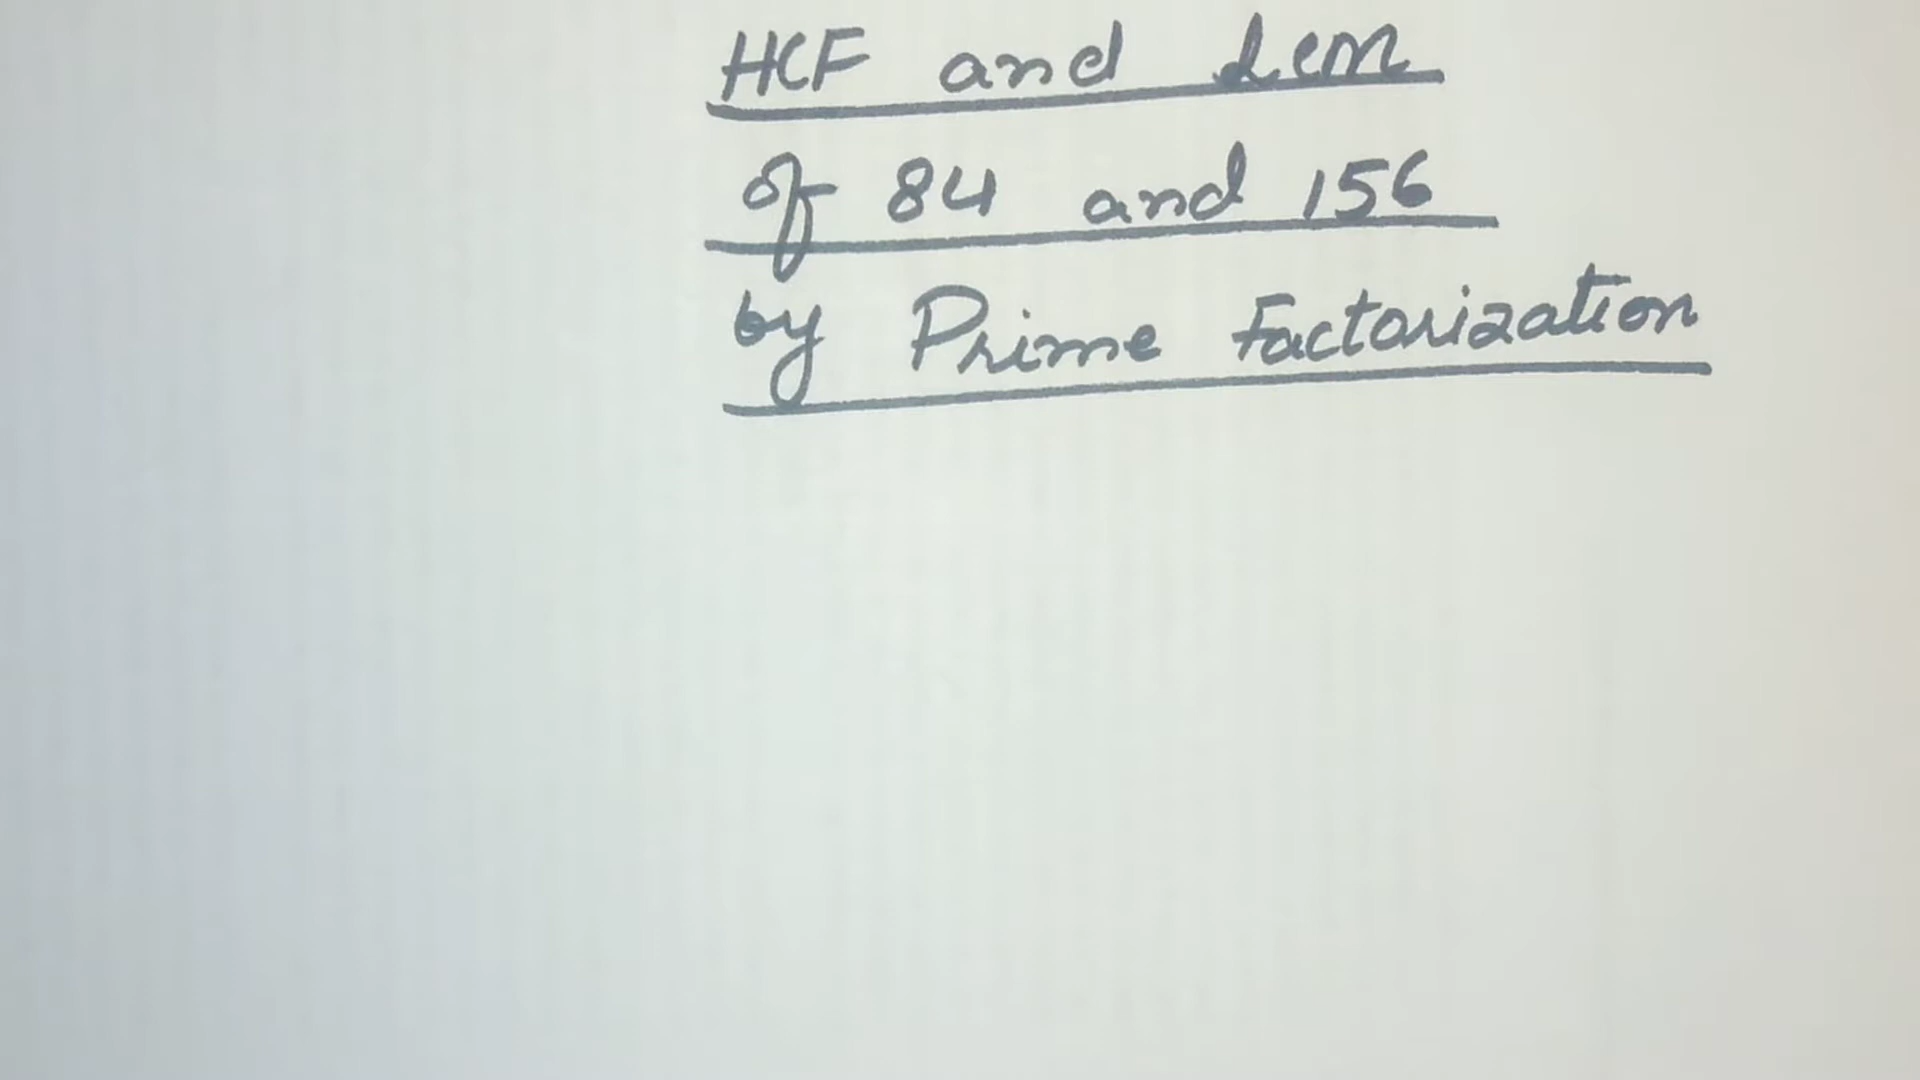 HCF and LCM
of 84 and 156
by Prime Factorization